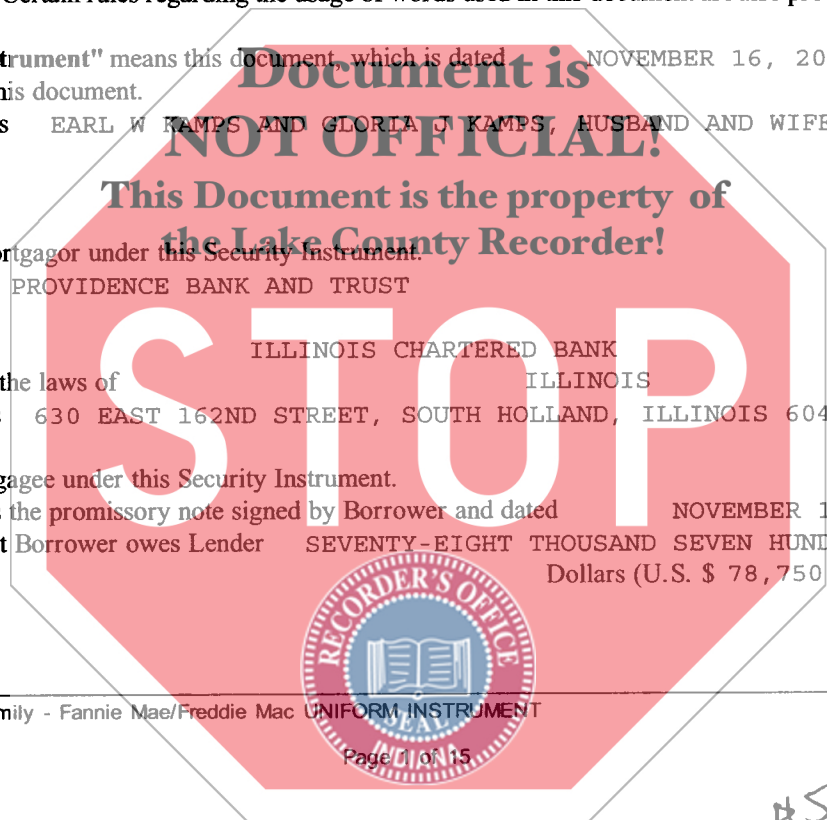 trument" means this document, which is dated NOVEMBER 16, 20
his document.
s EARL W KAMPS AND GLORIA J KAMPS, HUSBAND AND WIFE
Document is
NOT OFFICIAL!
This Document is the property of
the Lake County Recorder!
ortgagor under this Security Instrument.
PROVIDENCE BANK AND TRUST
ILLINOIS CHARTERED BANK
the laws of ILLINOIS
630 EAST 162ND STREET, SOUTH HOLLAND, ILLINOIS 604
STOP
gagee under this Security Instrument.
s the promissory note signed by Borrower and dated NOVEMBER 1
t Borrower owes Lender SEVENTY-EIGHT THOUSAND SEVEN HUND
Dollars (U.S. $ 78,750
RECORDER'S OFFICE
SEAL
INDIANA
mily - Fannie Mae/Freddie Mac UNIFORM INSTRUMENT
Page 1 of 15